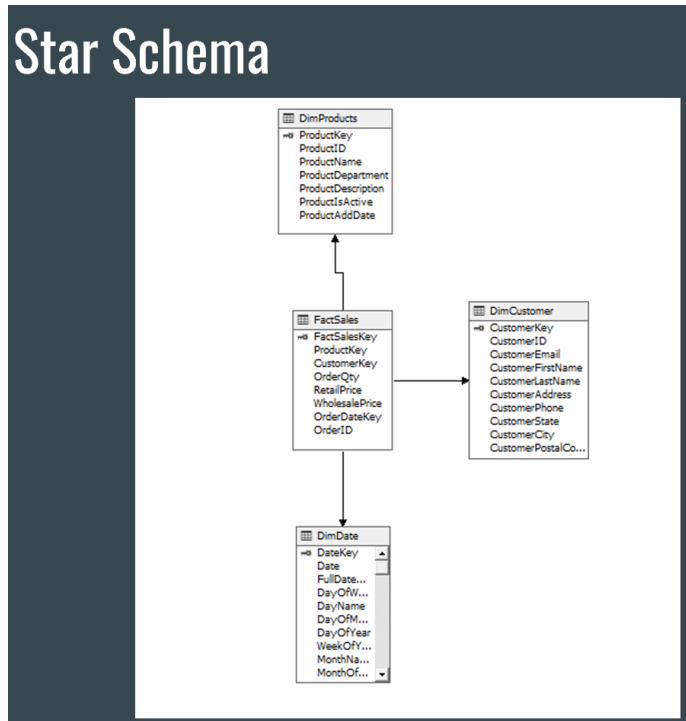 Star Schema
DimProducts
ProductKey
ProductID
ProductName
ProductDepartment
ProductDescription
ProductIsActive
ProductAddDate
FactSales
FactSalesKey
ProductKey
CustomerKey
OrderQty
RetailPrice
WholesalePrice
OrderDateKey
OrderID
DimCustomer
CustomerKey
CustomerID
CustomerEmail
CustomerFirstName
CustomerLastName
CustomerAddress
CustomerPhone
CustomerState
CustomerCity
CustomerPostalCo...
DimDate
DateKey
Date
FullDate...
DayOfW...
DayName
DayOfM...
DayOfYear
WeekOfY...
MonthNa...
MonthOf...